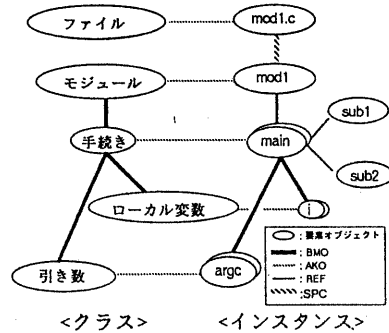 ファイル
mod1.c
モジュール
mod1
sub1
手続き
main
sub2
ローカル変数
i
引き数
argc
：要素オブジェクト
：BMO
：AKO
：REF
：SPC
<クラス>
<インスタンス>